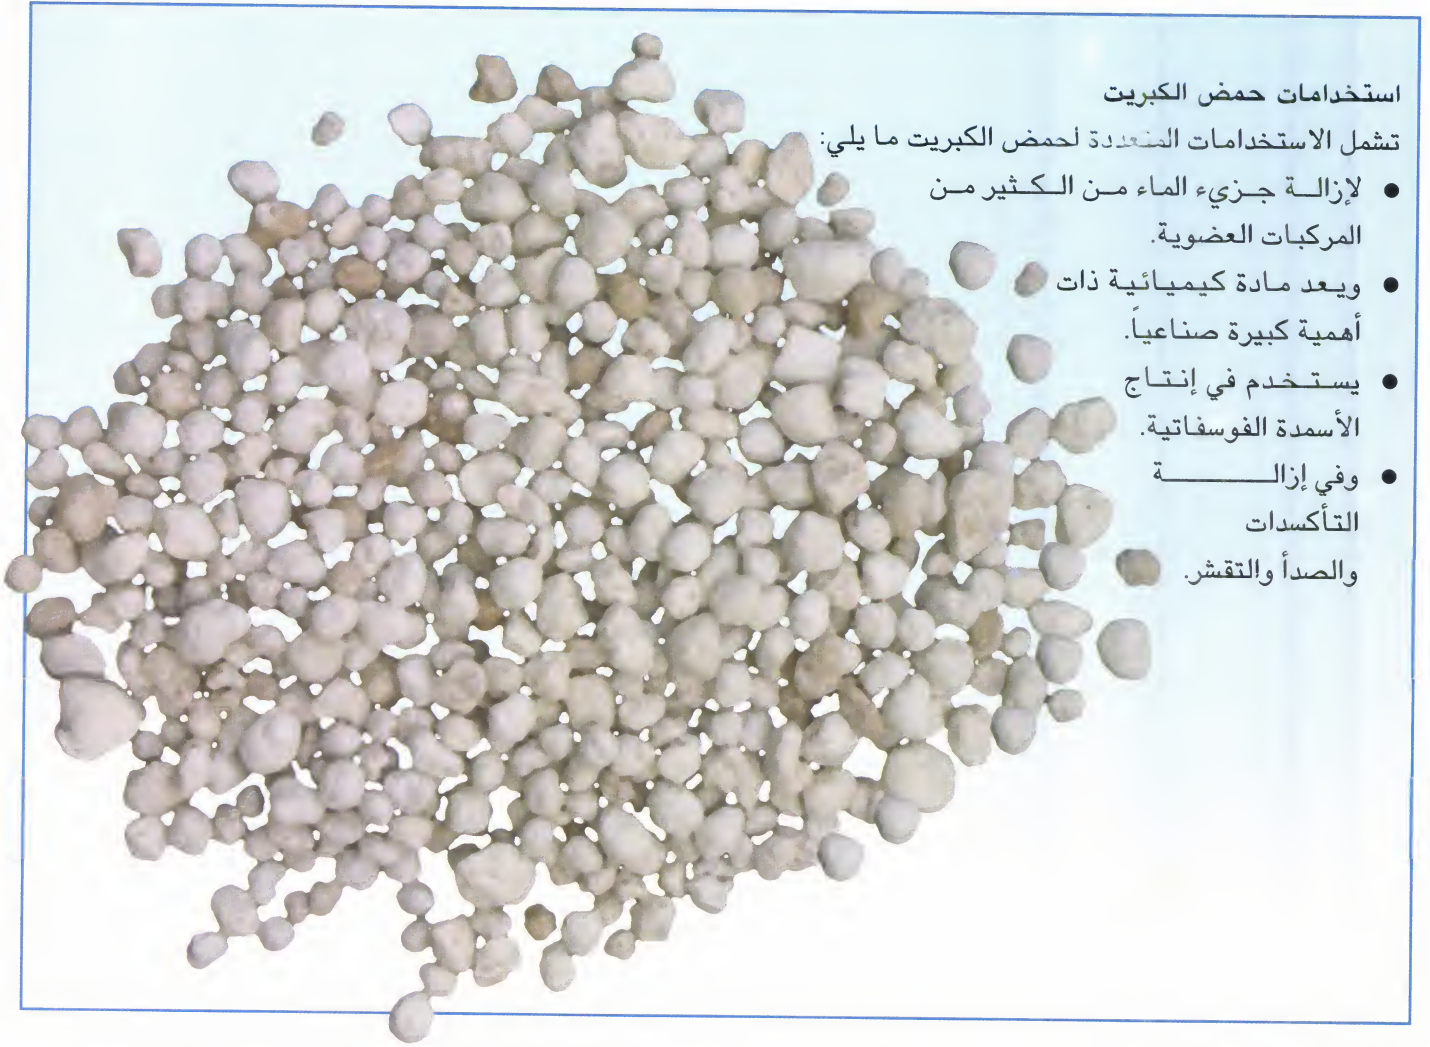 استخدامات حمض الكبريت
تشمل الاستخدامات المتعددة لحمض الكبريت ما يلي:
● لإزالة جزيء الماء من الكثير من
المركبات العضوية.
● ويعد مادة كيميائية ذات
أهمية كبيرة صناعياً.
● يستخدم في إنتاج
الأسمدة الفوسفاتية.
● وفي إزالة
التأكسدات
والصدأ والتقشر.